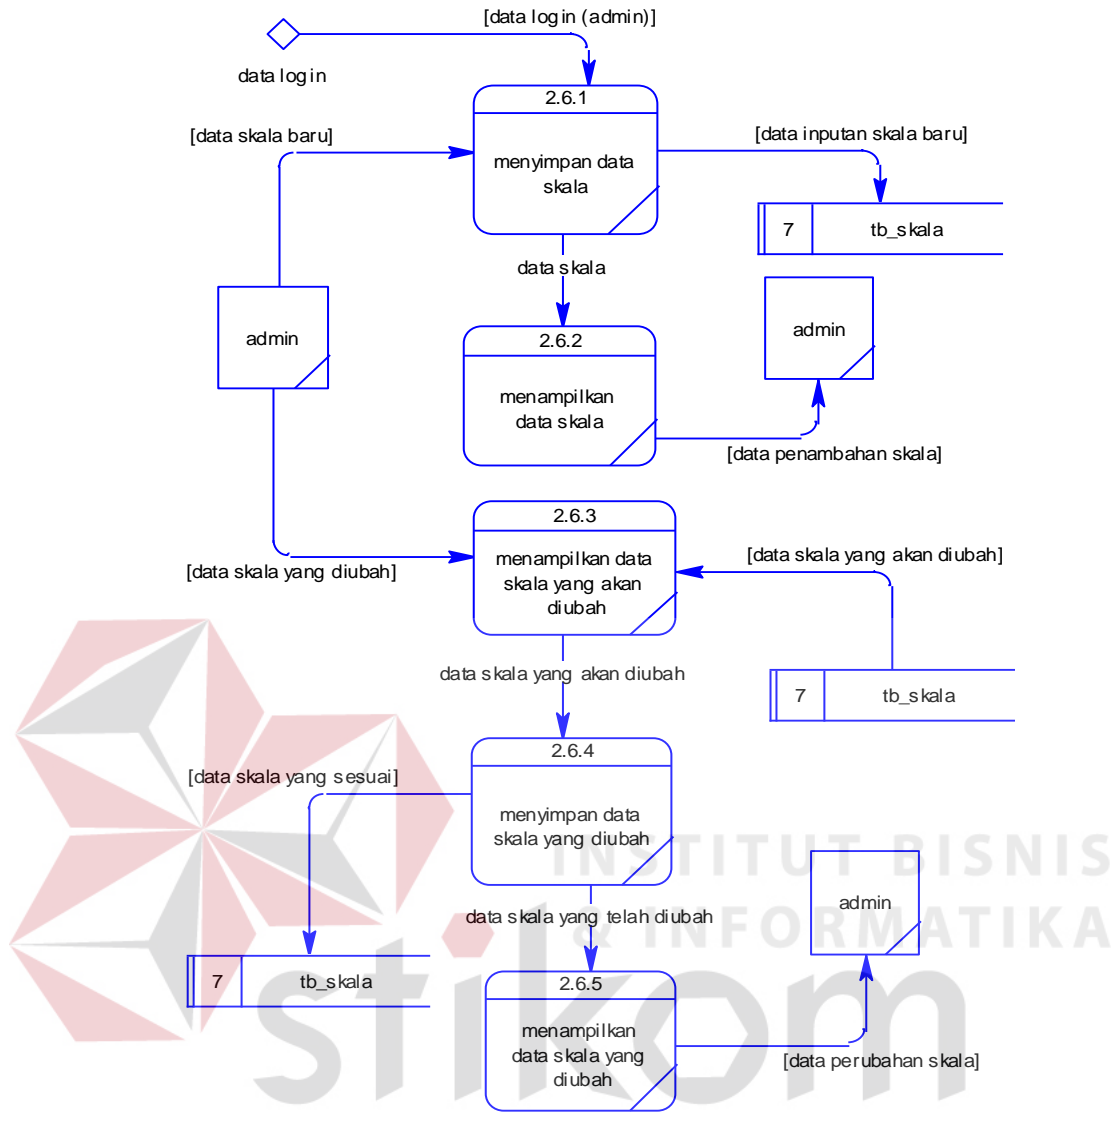 [data login (admin)]
data login
2.6.1
[data skala baru]
[data inputan skala baru]
menyimpan data
skala
7
tb_skala
data skala
admin
2.6.2
admin
menampilkan
data skala
[data penambahan skala]
2.6.3
[data skala yang diubah]
menampilkan data
skala yang akan
diubah
[data skala yang akan diubah]
data skala yang akan diubah
7
tb_skala
2.6.4
[data skala yang sesuai]
menyimpan data
skala yang diubah
INSTITUT BISNIS
& INFORMATIKA
admin
data skala yang telah diubah
7
tb_skala
stikom
2.6.5
menampilkan
data skala yang
diubah
[data perubahan skala]